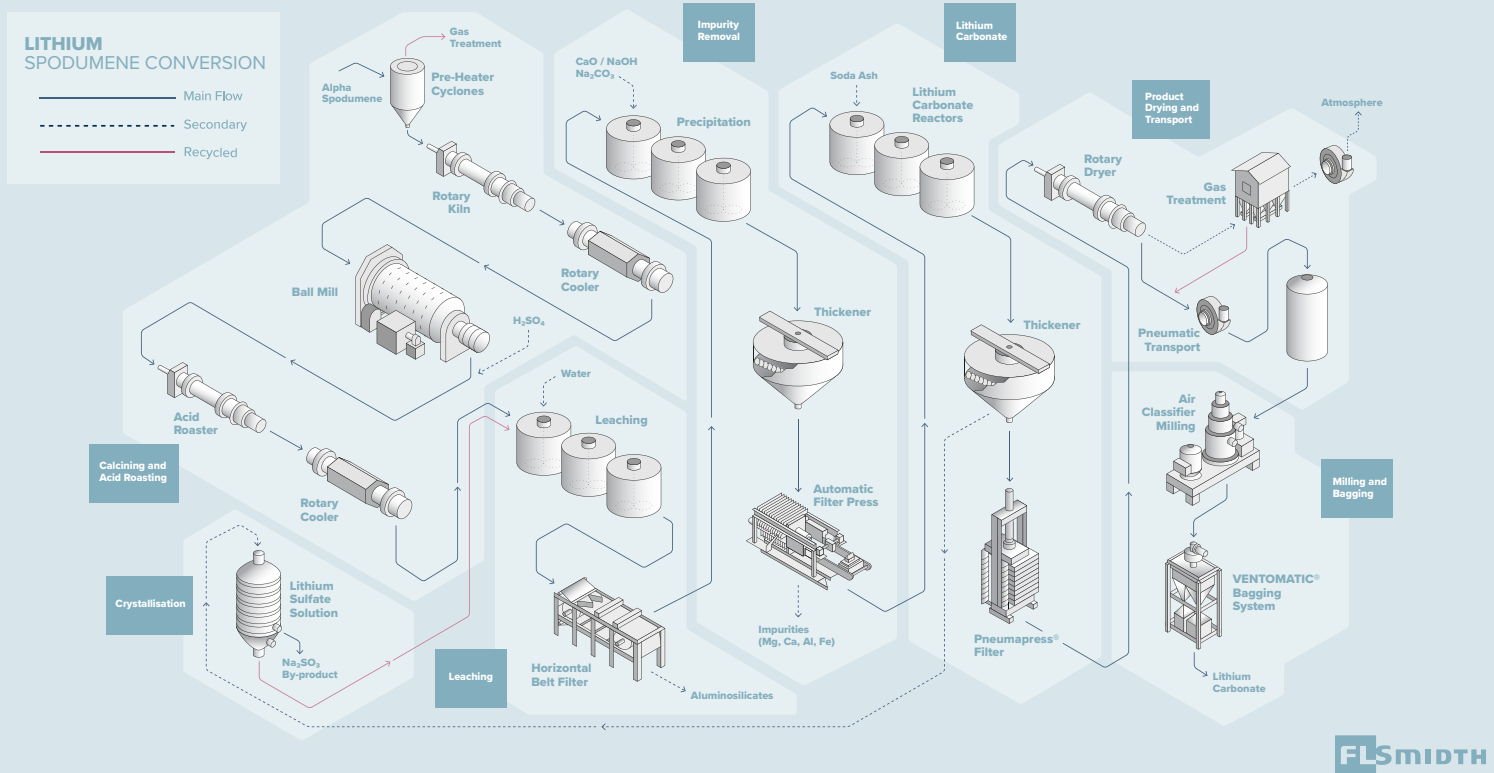 LITHIUM
SPODUMENE CONVERSION
Main Flow
Secondary
Recycled
Gas
Treatment
Alpha
Spodumene
Pre-Heater
Cyclones
Rotary
Kiln
Rotary
Cooler
Ball Mill
H₂SO₄
Acid
Roaster
Rotary
Cooler
Calcining and
Acid Roasting
Crystallisation
Lithium
Sulfate
Solution
Na₂SO₃
By-product
Water
Leaching
Leaching
Horizontal
Belt Filter
Aluminosilicates
Impurity
Removal
CaO / NaOH
Na₂CO₃
Precipitation
Thickener
Automatic
Filter Press
Impurities
(Mg, Ca, Al, Fe)
Lithium
Carbonate
Soda Ash
Lithium
Carbonate
Reactors
Thickener
Pneumapress®
Filter
Product
Drying and
Transport
Rotary
Dryer
Gas
Treatment
Atmosphere
Pneumatic
Transport
Air
Classifier
Milling
Milling and
Bagging
VENTOMATIC®
Bagging
System
Lithium
Carbonate
FLSMIDTH